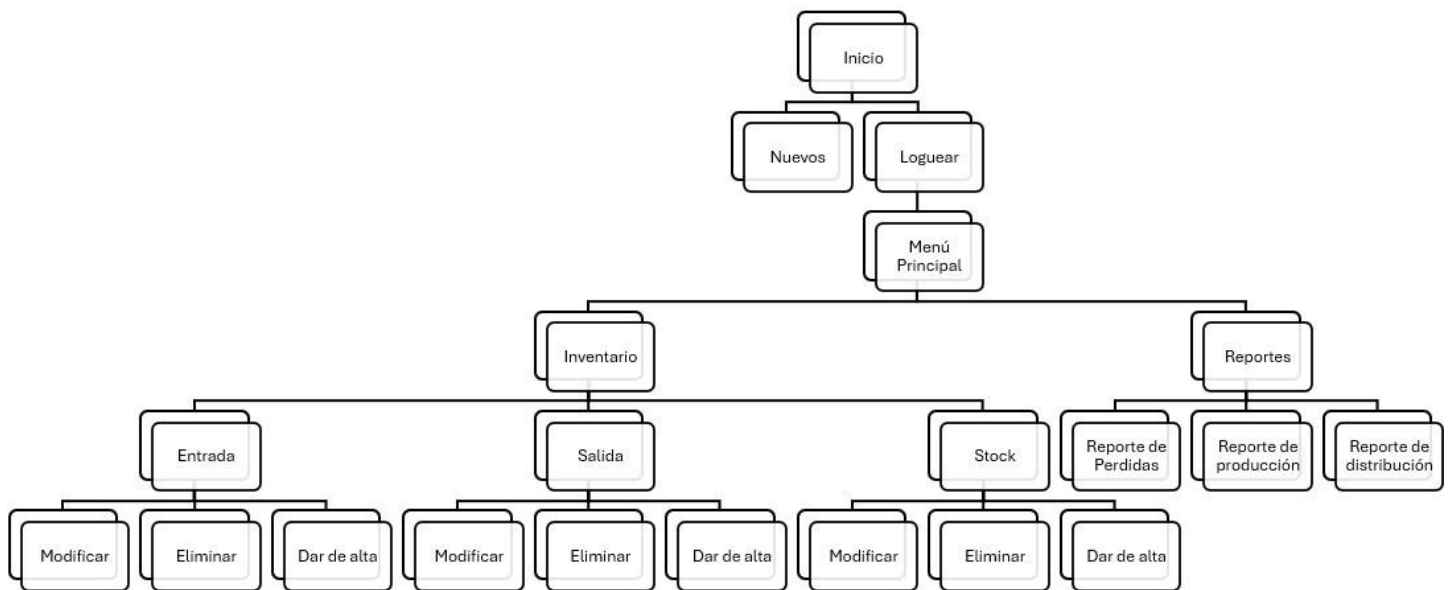 Inicio
Nuevos
Loguear
Menú
Principal
Inventario
Reportes
Entrada
Salida
Stock
Reporte de
Perdidas
Reporte de
producción
Reporte de
distribución
Modificar
Eliminar
Dar de alta
Modificar
Eliminar
Dar de alta
Modificar
Eliminar
Dar de alta